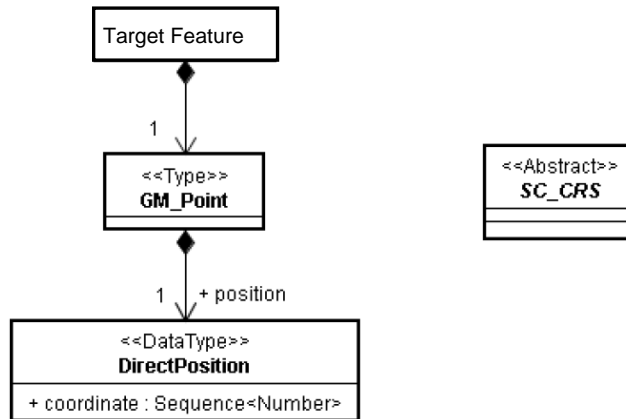 Target Feature
1
<<Type>>
GM_Point
<<Abstract>>
SC_CRS
1 + position
<<DataType>>
DirectPosition
+ coordinate : Sequence<Number>